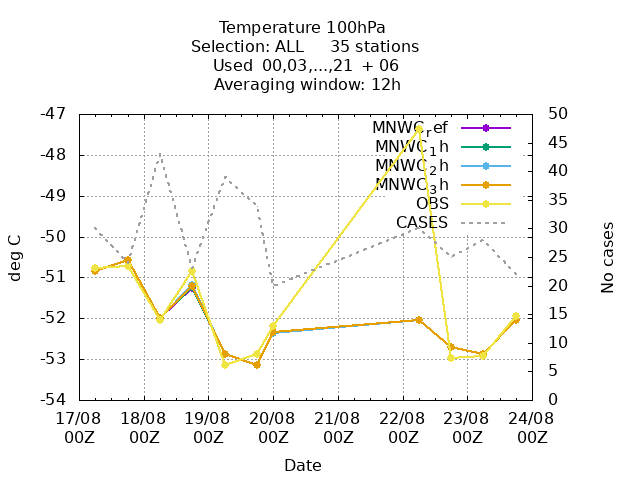 Temperature 100hPa
Selection: ALL 35 stations
Used 00,03,...,21 + 06
Averaging window: 12h
-47
-48
-49
-50
-51
-52
-53
-54
deg C
50
45
40
35
30
25
20
15
10
5
0
No cases
MNWC_ref
MNWC_1h
MNWC_2h
MNWC_3h
OBS
CASES
17/08 18/08 19/08 20/08 21/08 22/08 23/08 24/08
00Z 00Z 00Z 00Z 00Z 00Z 00Z 00Z
Date